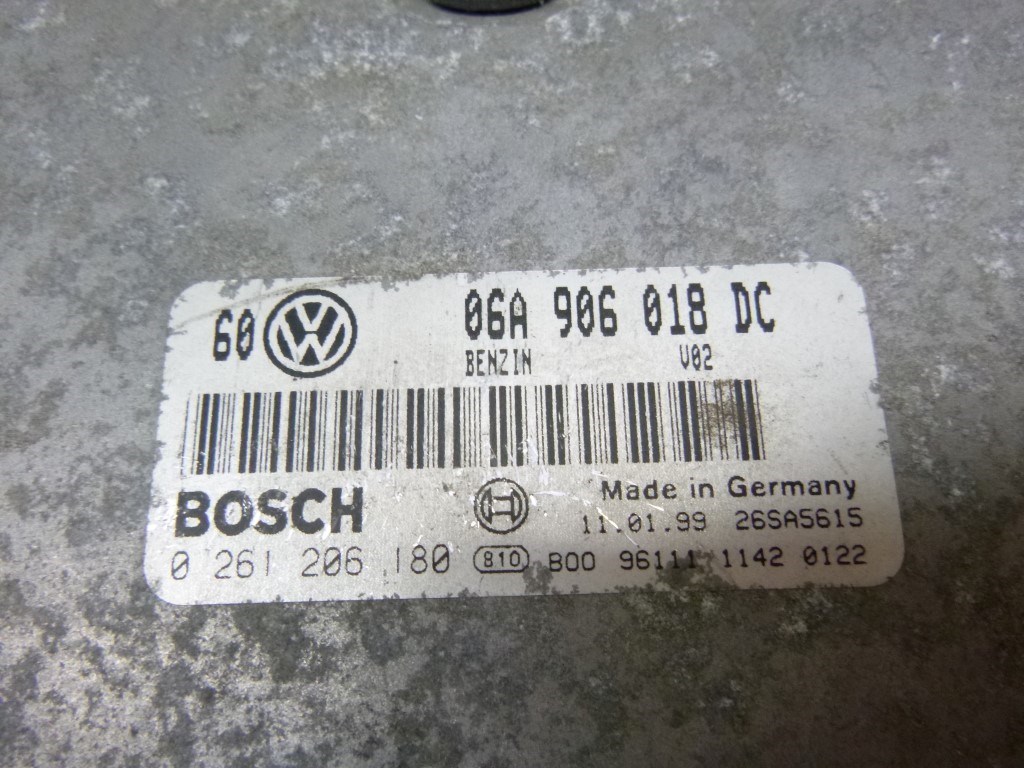 60 VW 06A 906 018 DC
BENZIN V02
BOSCH Made in Germany
11.01.99 26SA5615
0 261 206 180 810 B00 96111 1142 0122